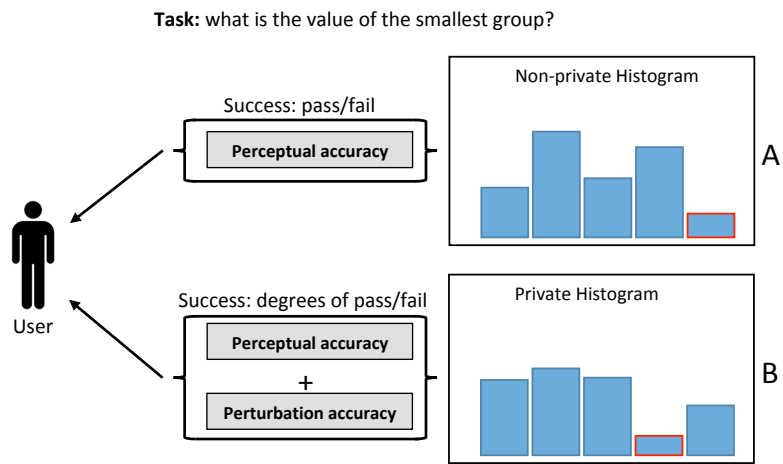 Task: what is the value of the smallest group?
Non-private Histogram
Success: pass/fail
Perceptual accuracy
A
User
Private Histogram
Success: degrees of pass/fail
Perceptual accuracy
+
Perturbation accuracy
B